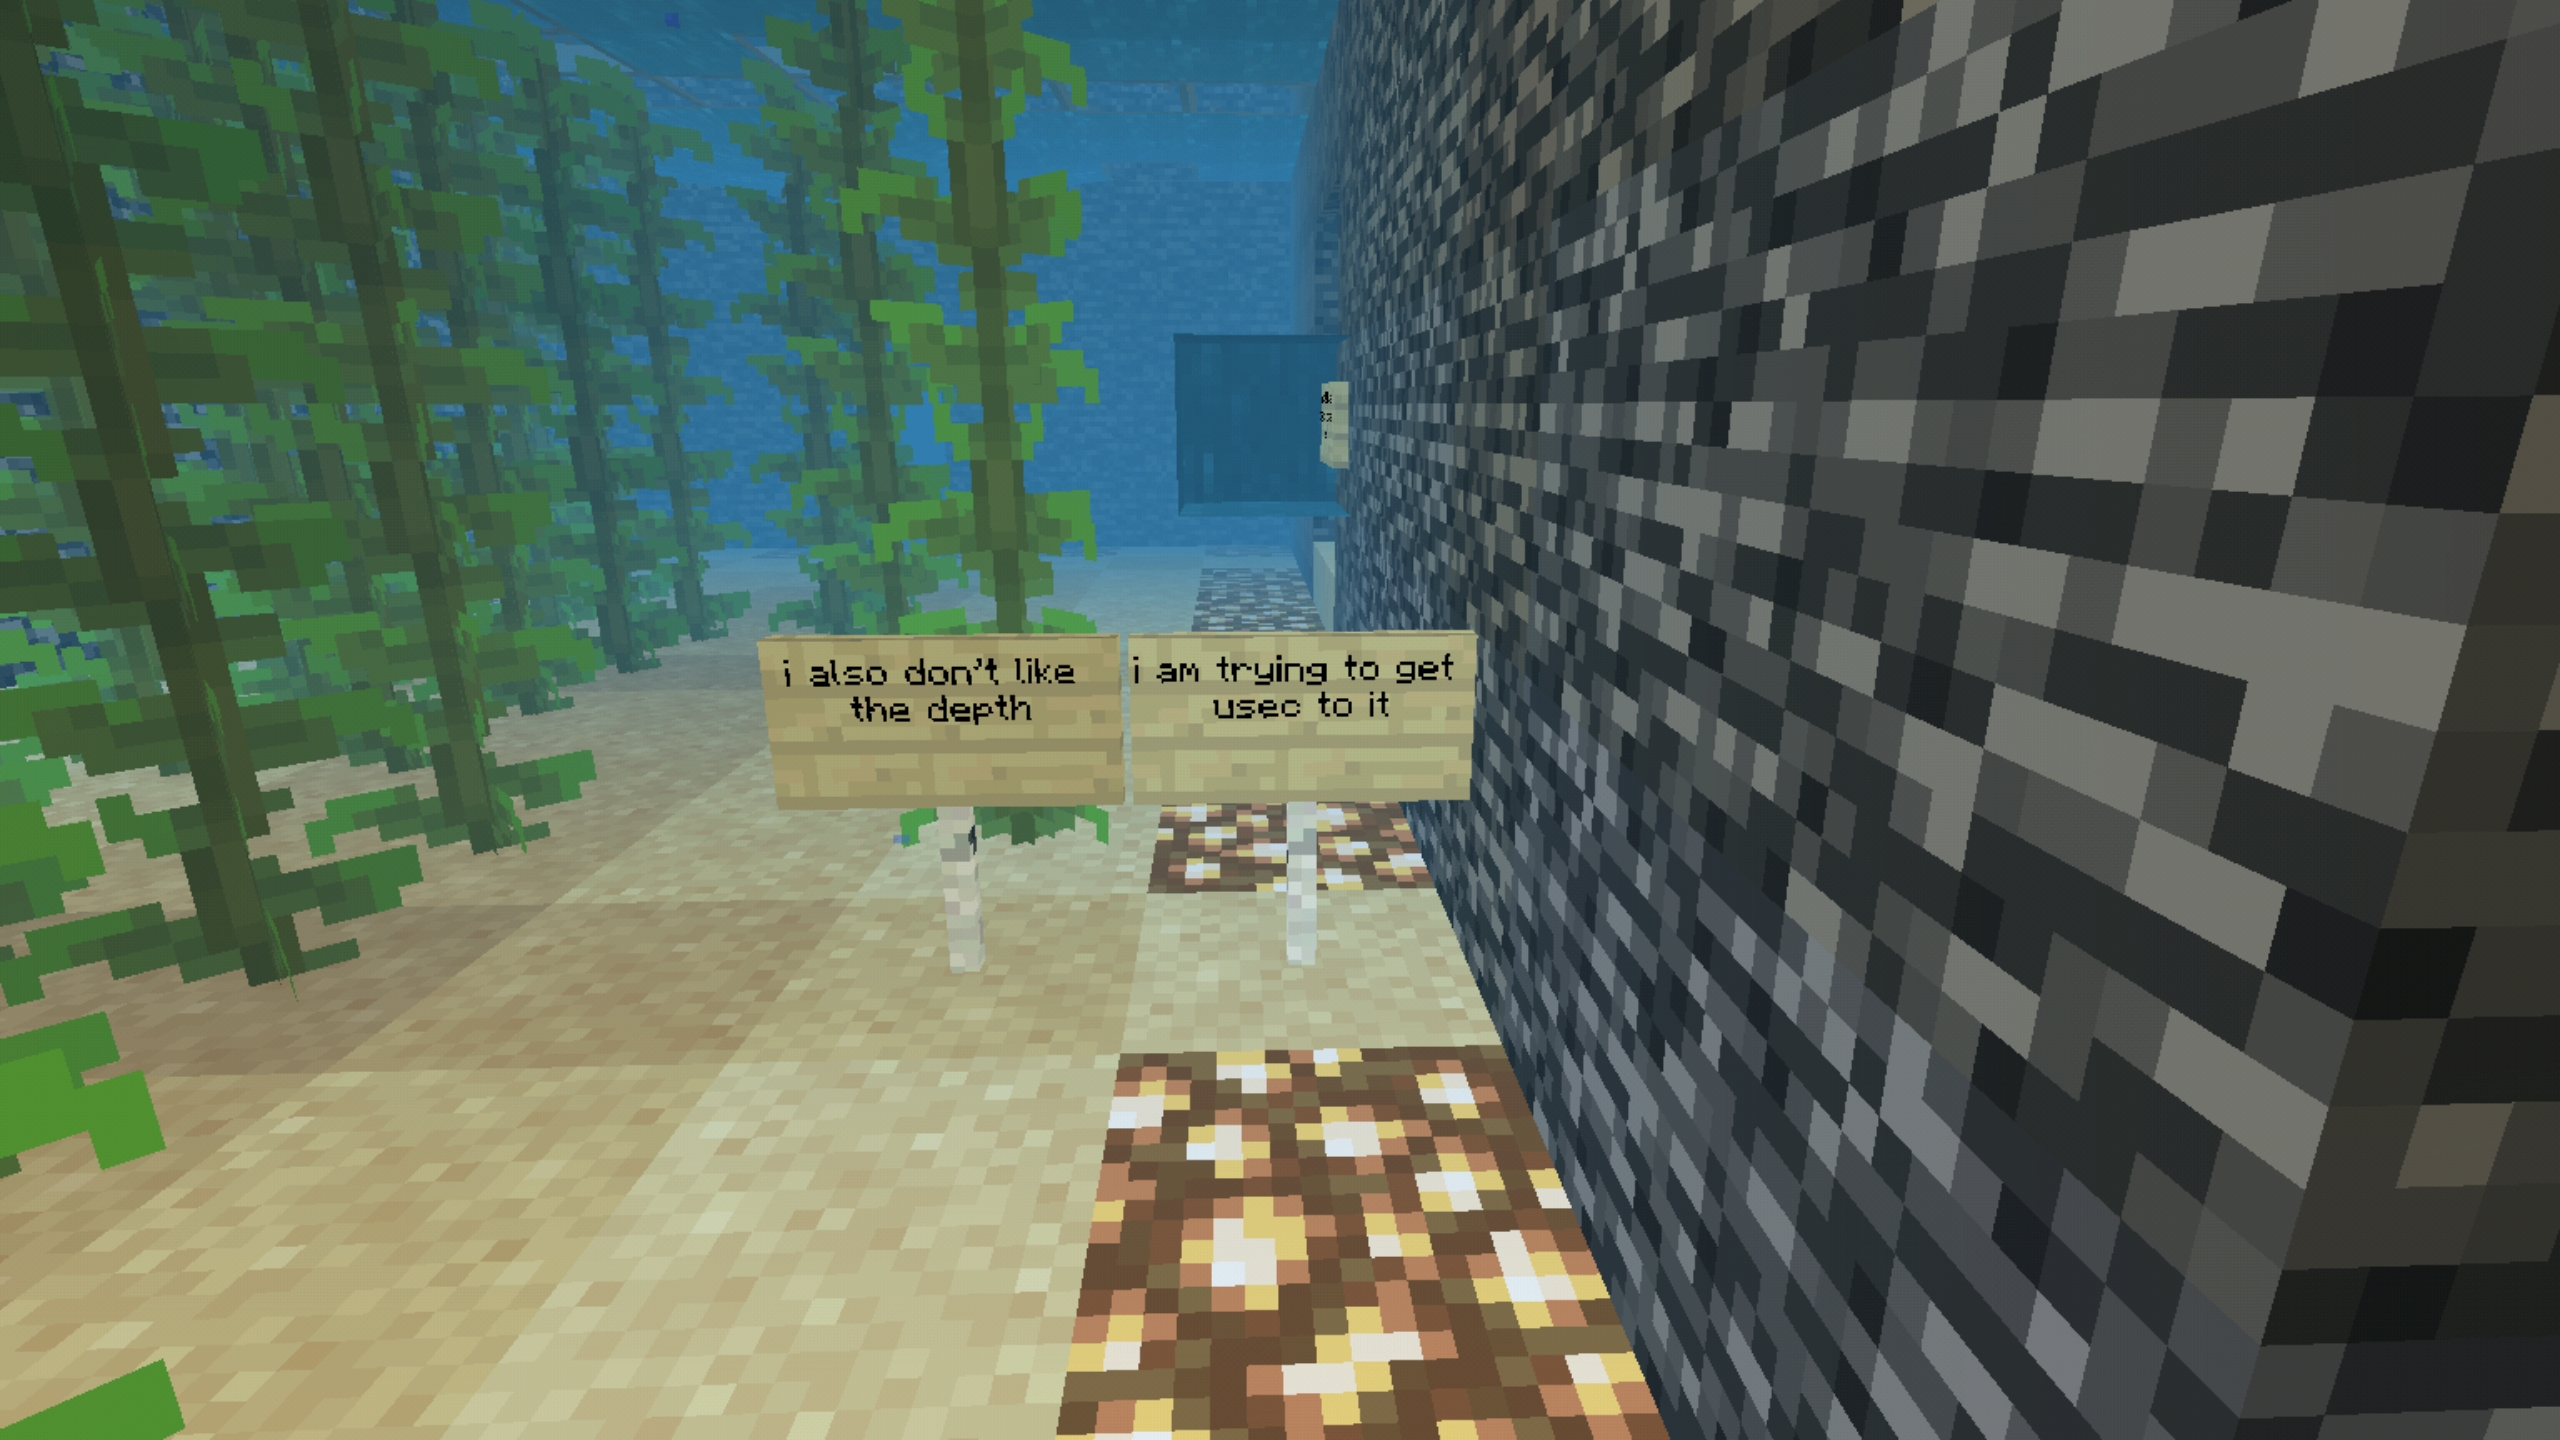 i also don't like
the depth
i am trying to get
usec to it